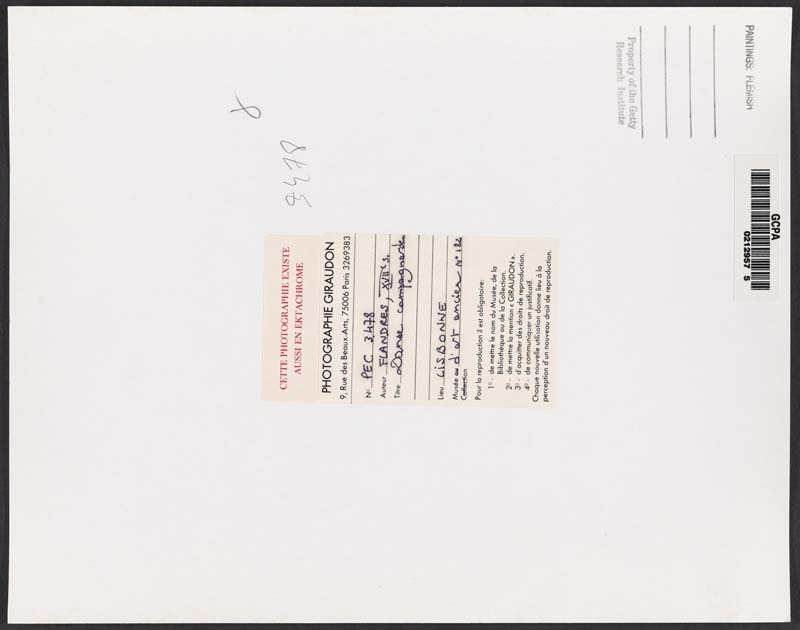 PAINTINGS: FLEMISH
Property of the Getty
Research Institute
GCPA
0212957 5
8
3478
CETTE PHOTOGRAPHIE EXISTE
AUSSI EN EKTACHROME
PHOTOGRAPHIE GIRAUDON
9, Rue des Beaux-Arts, 75006 Paris 3269383
N° PEC 3478
Auteur FLANDRES, XVIIe s.
Titre Danse campagnarde
Lieu LISBONNE
Musée ou d'art ancien N° 182
Collection
Pour la reproduction il est obligatoire:
1° - de mettre le nom du Musée, de la
Bibliothèque ou de la Collection.
2° - de mettre la mention « GIRAUDON ».
3° - d'acquitter des droits de reproduction.
4° - de communiquer un justificatif.
Chaque nouvelle utilisation donne lieu à la
perception d'un nouveau droit de reproduction.